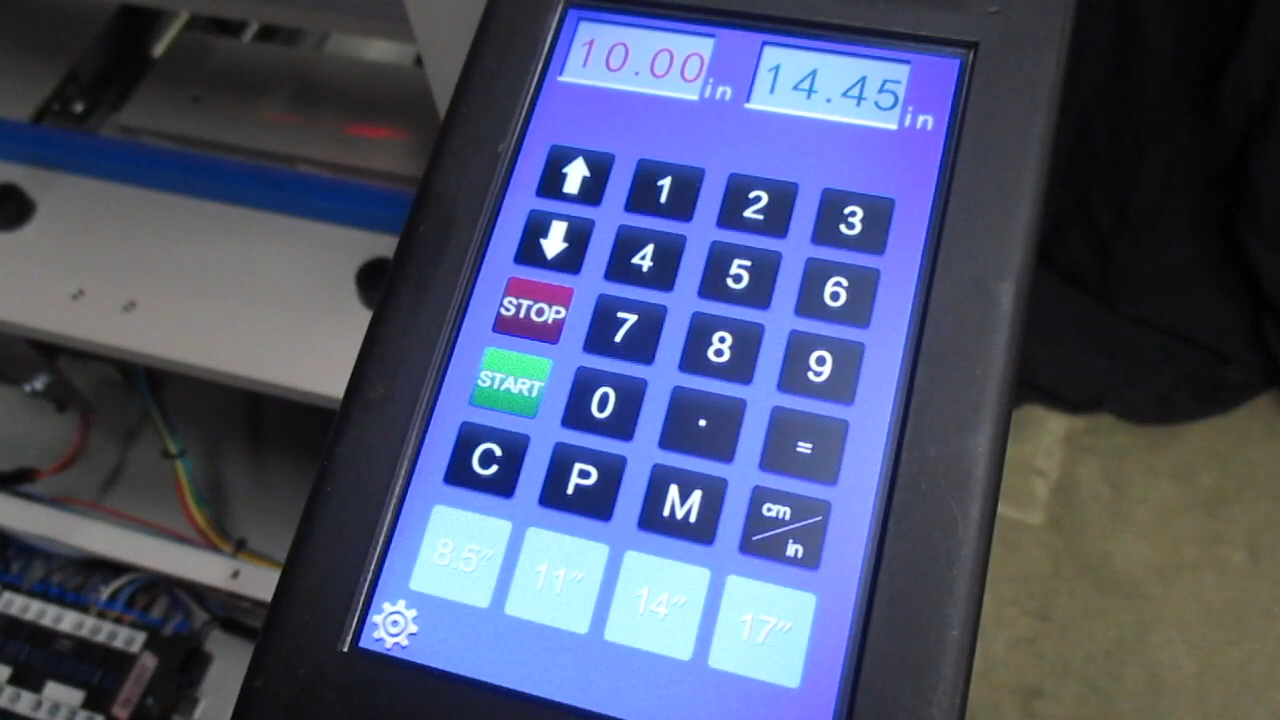 10.00 in 14.45 in
1 2 3
4 5 6
STOP 7 8 9
START 0 . =
C P M cm/in
8.5″ 11″ 14″ 17″